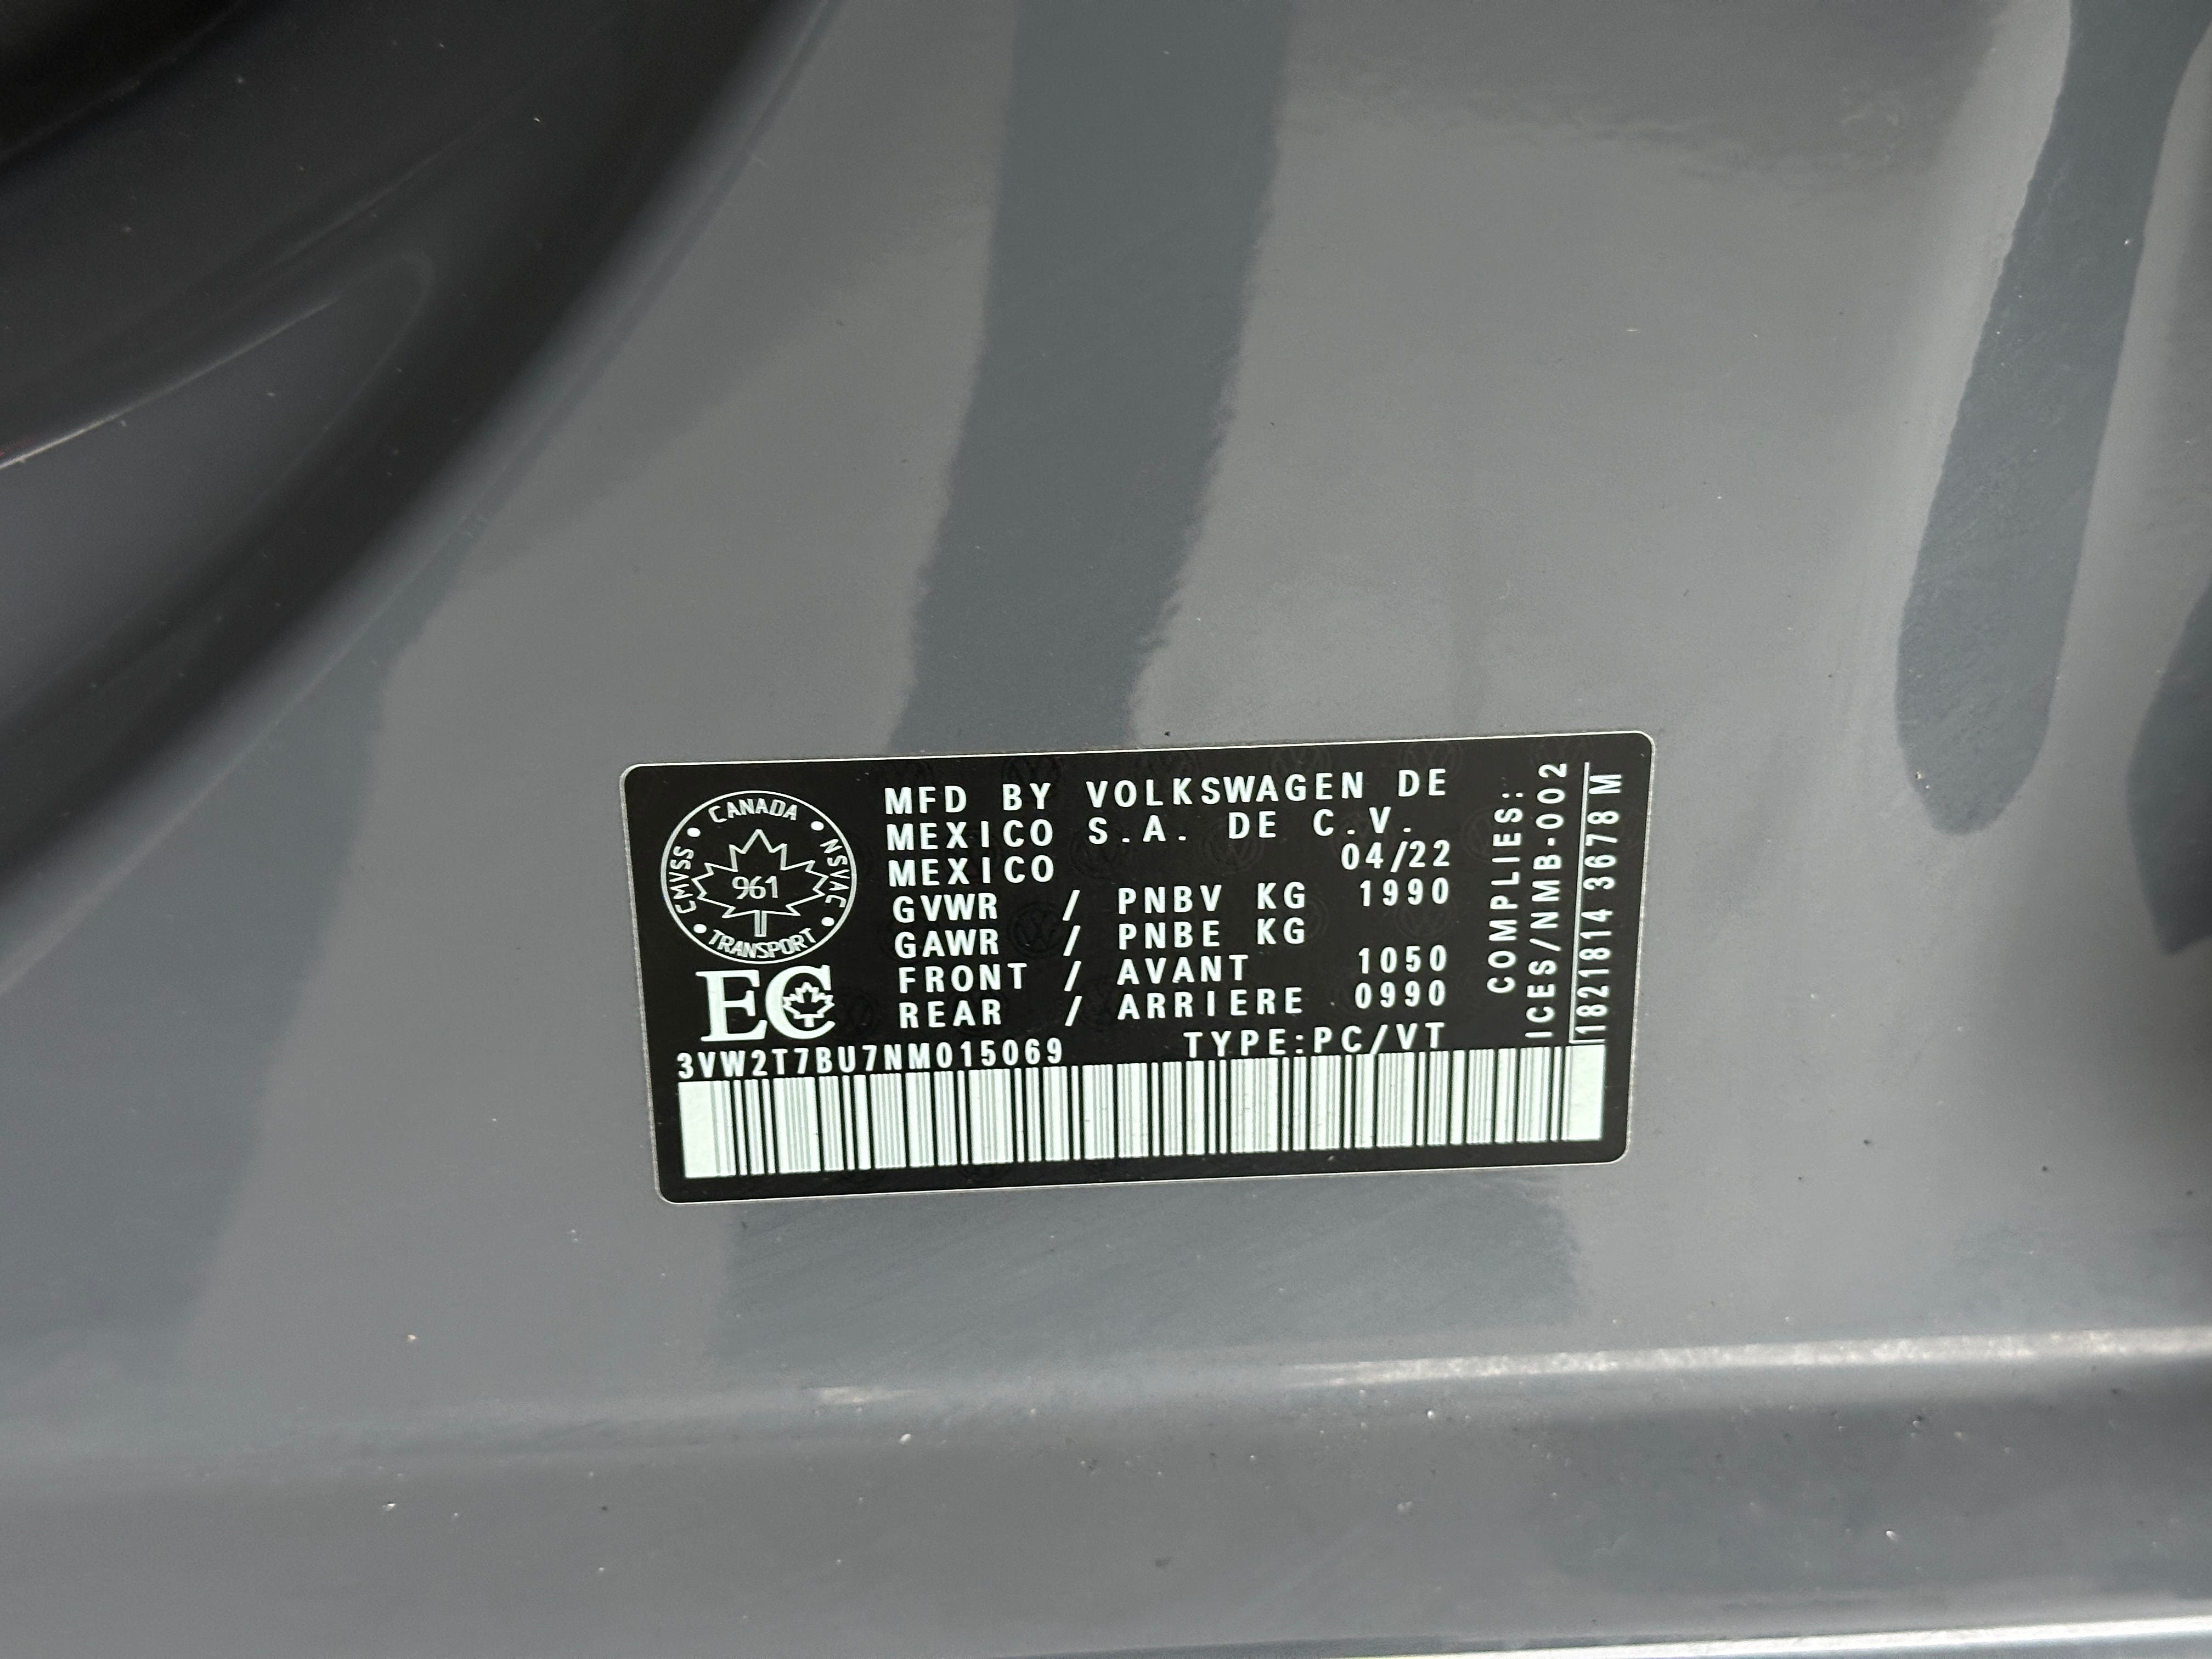 CANADA
CMVSS
NSVAC
961
TRANSPORT
EC
MFD BY VOLKSWAGEN DE
MEXICO S.A. DE C.V.
MEXICO 04/22
GVWR / PNBV KG 1990
GAWR / PNBE KG
FRONT / AVANT 1050
REAR / ARRIERE 0990
TYPE:PC/VT
3VW2T7BU7NM015069
COMPLIES:
ICES/NMB-002
1821814 3678 M